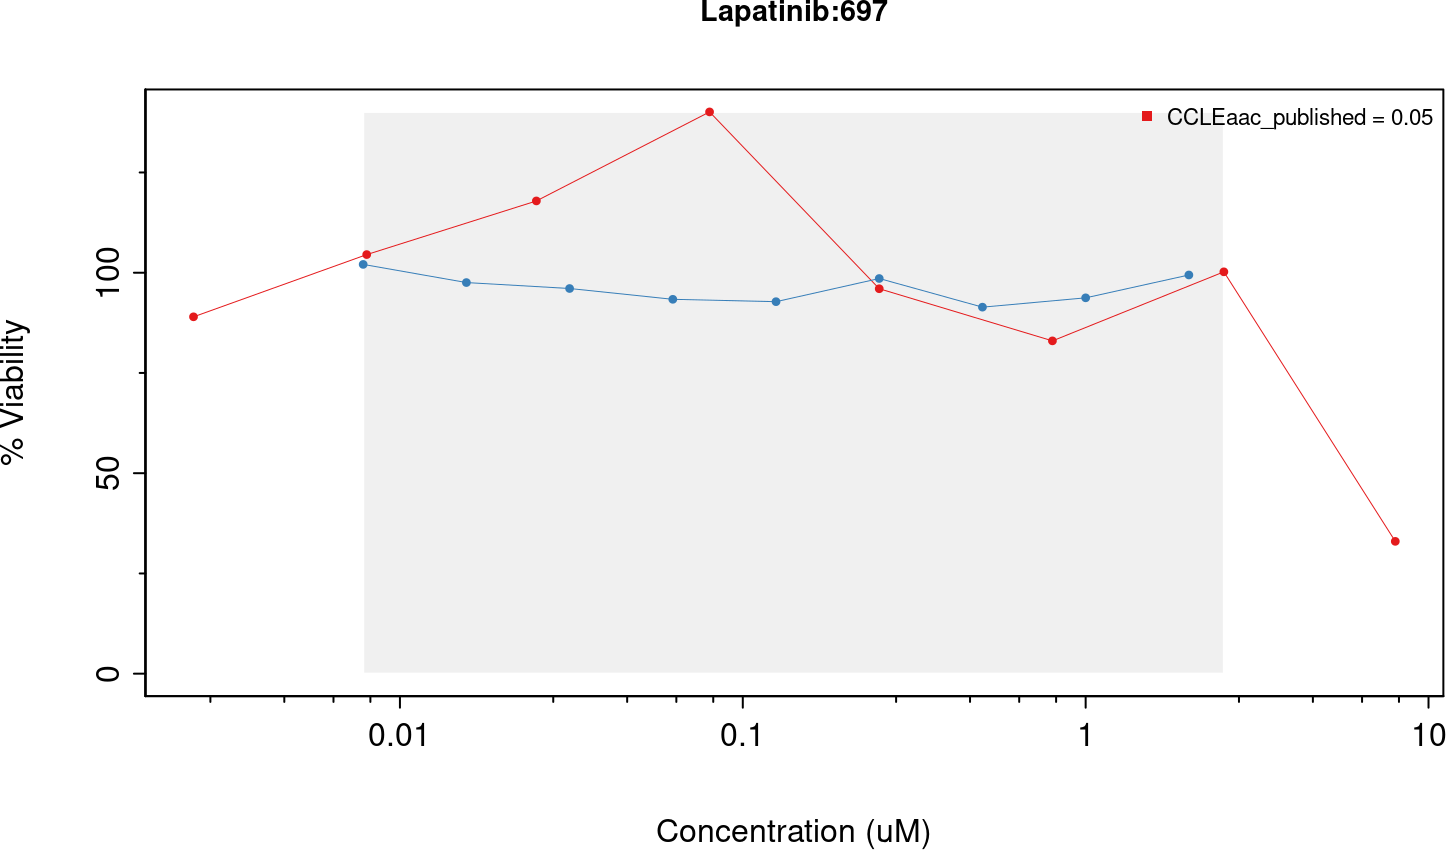 Lapatinib:697
CCLEaac_published = 0.05
% Viability
100
50
0
0.01
0.1
1
10
Concentration (uM)